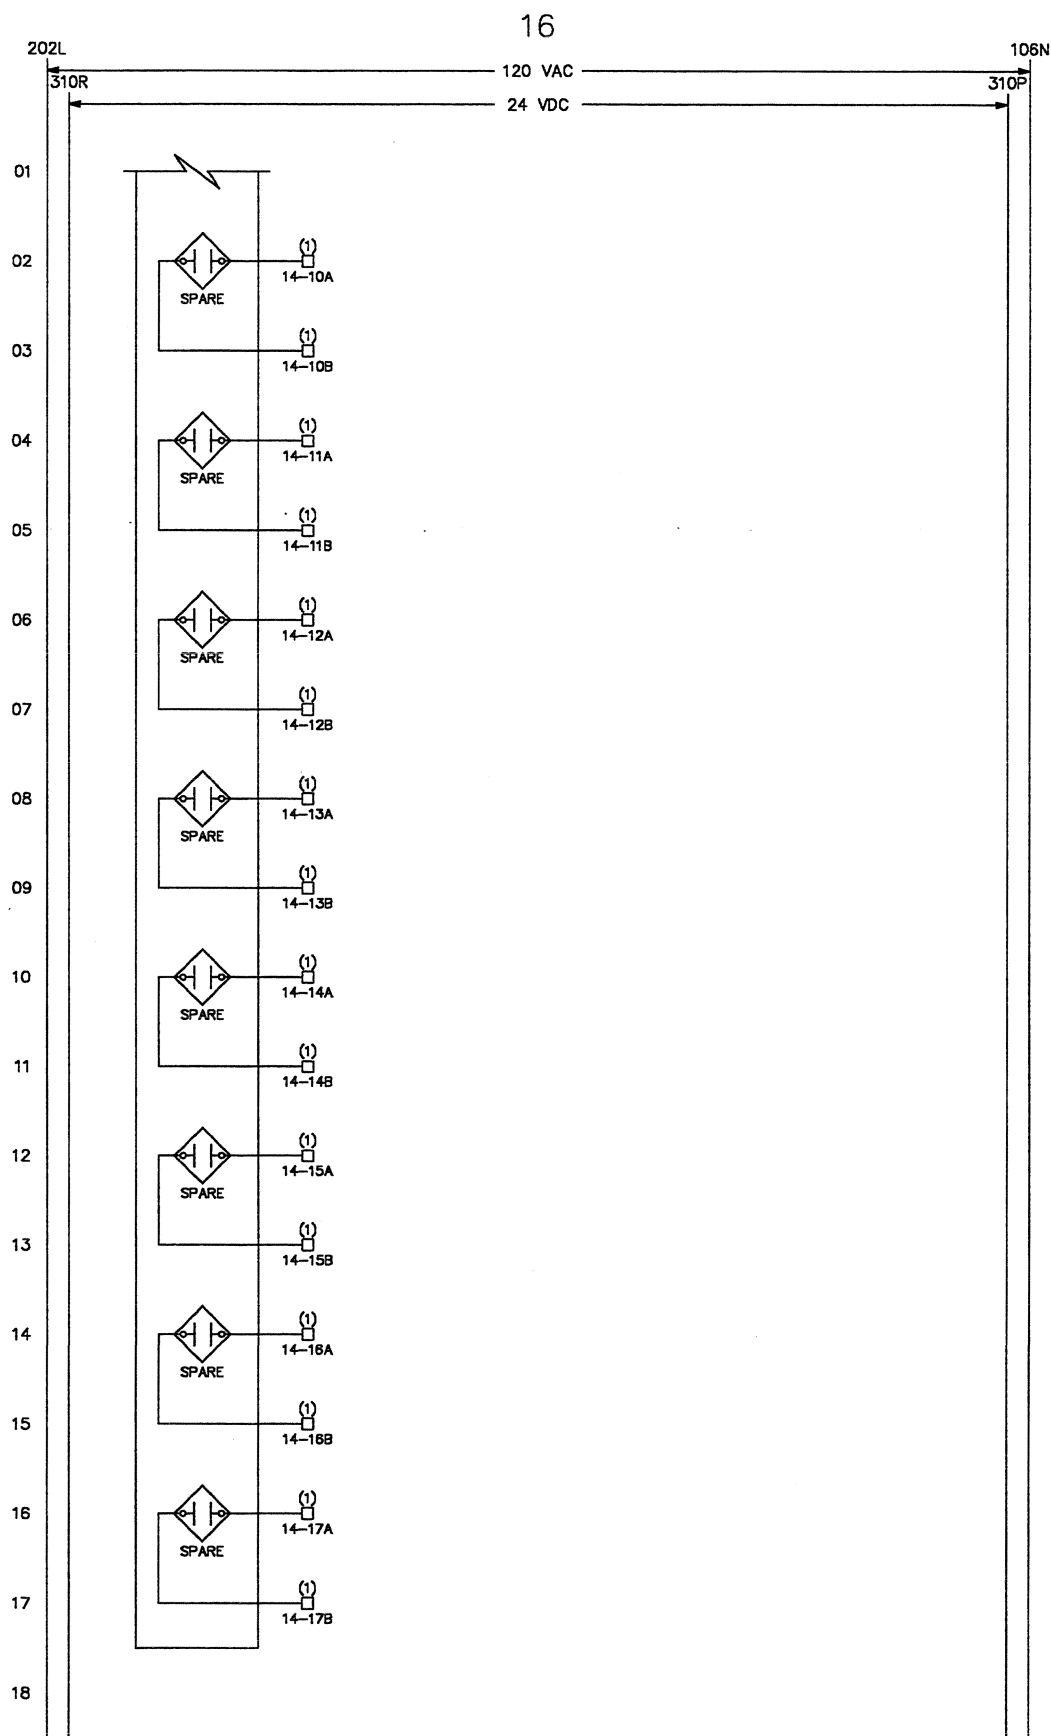 16
202L 106N
120 VAC
310R 310P
24 VDC
01
(1)
02
14-10A
SPARE
(1)
03
14-10B
(1)
04
14-11A
SPARE
(1)
05
14-11B
(1)
06
14-12A
SPARE
(1)
07
14-12B
(1)
08
14-13A
SPARE
(1)
09
14-13B
(1)
10
14-14A
SPARE
(1)
11
14-14B
(1)
12
14-15A
SPARE
(1)
13
14-15B
(1)
14
14-16A
SPARE
(1)
15
14-16B
(1)
16
14-17A
SPARE
(1)
17
14-17B
18